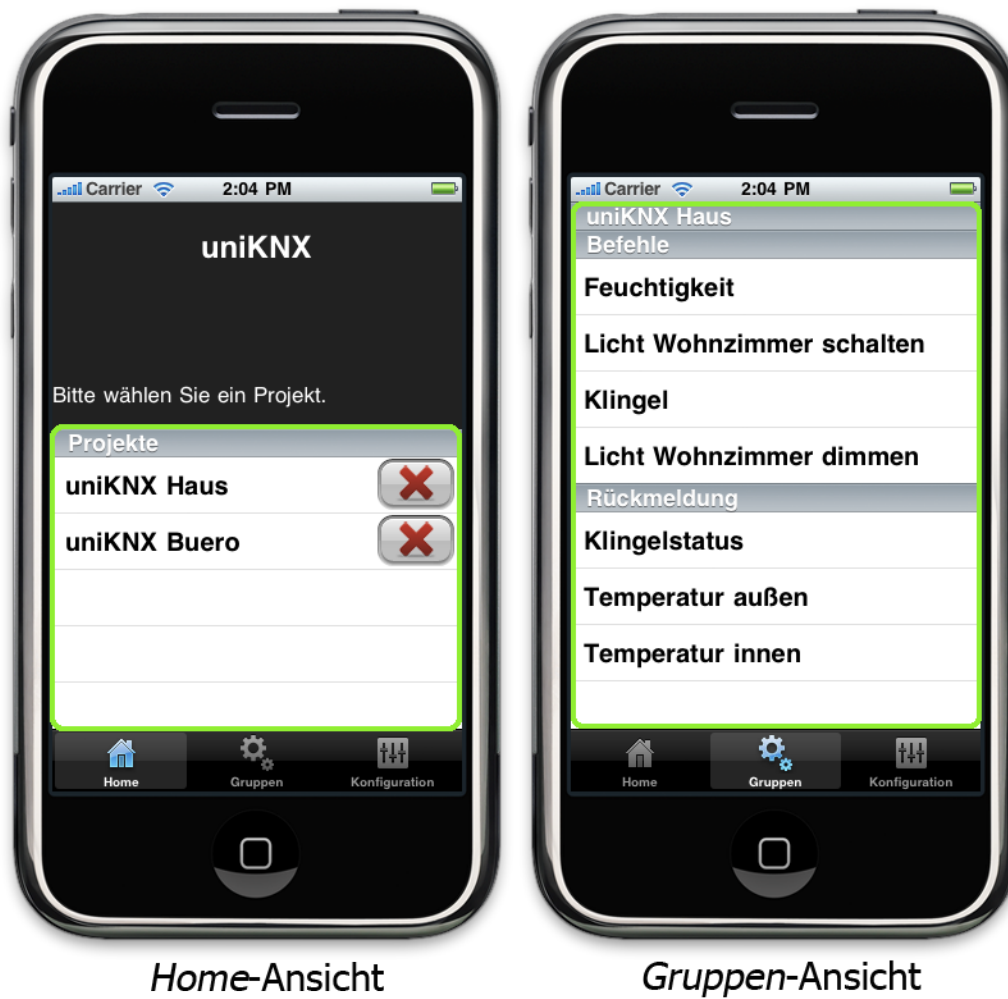 Carrier 2:04 PM
uniKNX
Bitte wählen Sie ein Projekt.
Projekte
uniKNX Haus
uniKNX Buero
Home Gruppen Konfiguration
Home-Ansicht
Carrier 2:04 PM
uniKNX Haus
Befehle
Feuchtigkeit
Licht Wohnzimmer schalten
Klingel
Licht Wohnzimmer dimmen
Rückmeldung
Klingelstatus
Temperatur außen
Temperatur innen
Home Gruppen Konfiguration
Gruppen-Ansicht